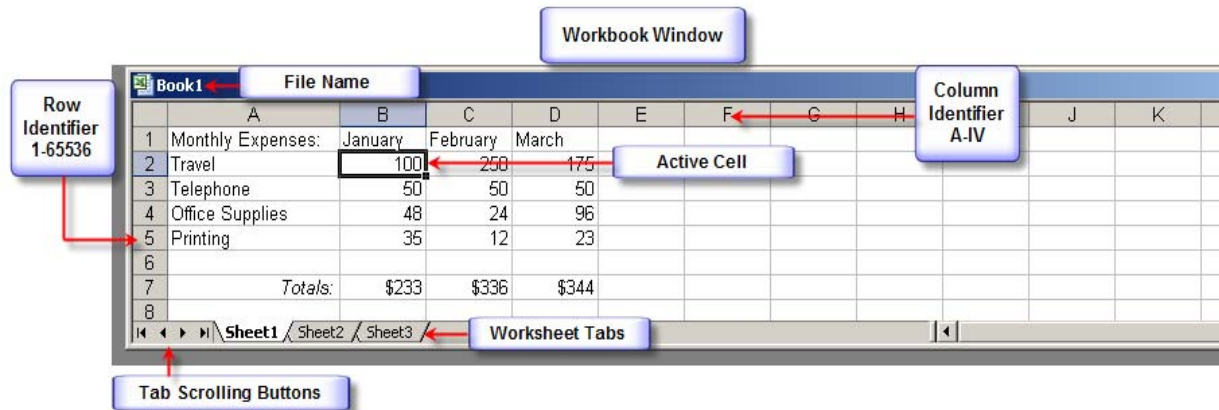 Workbook Window
Book1
File Name
Row
Identifier
1-65536
Column
Identifier
A-IV
A B C D E F G H J K
1 Monthly Expenses: January February March
2 Travel 100 250 175
Active Cell
3 Telephone 50 50 50
4 Office Supplies 48 24 96
5 Printing 35 12 23
6
7 Totals: $233 $336 $344
8
Sheet1 Sheet2 Sheet3
Worksheet Tabs
Tab Scrolling Buttons